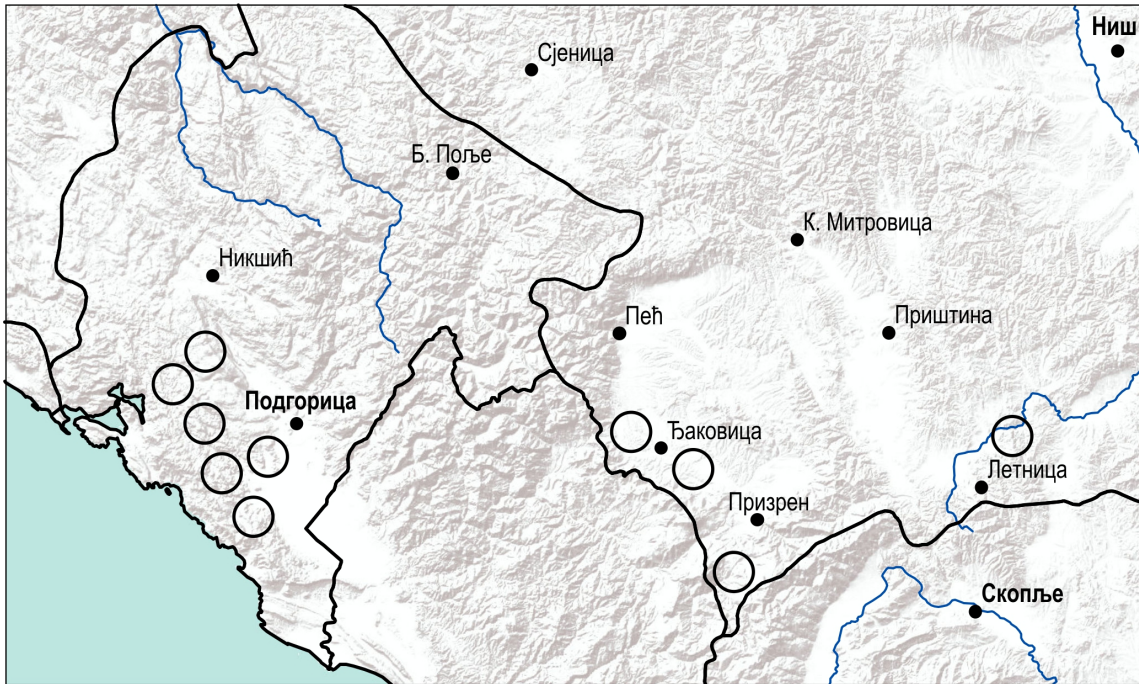 Ниш
Сјеница
Б. Поље
К. Митровица
Никшић
Пећ
Приштина
Подгорица
Ђаковица
Летница
Призрен
Скопље